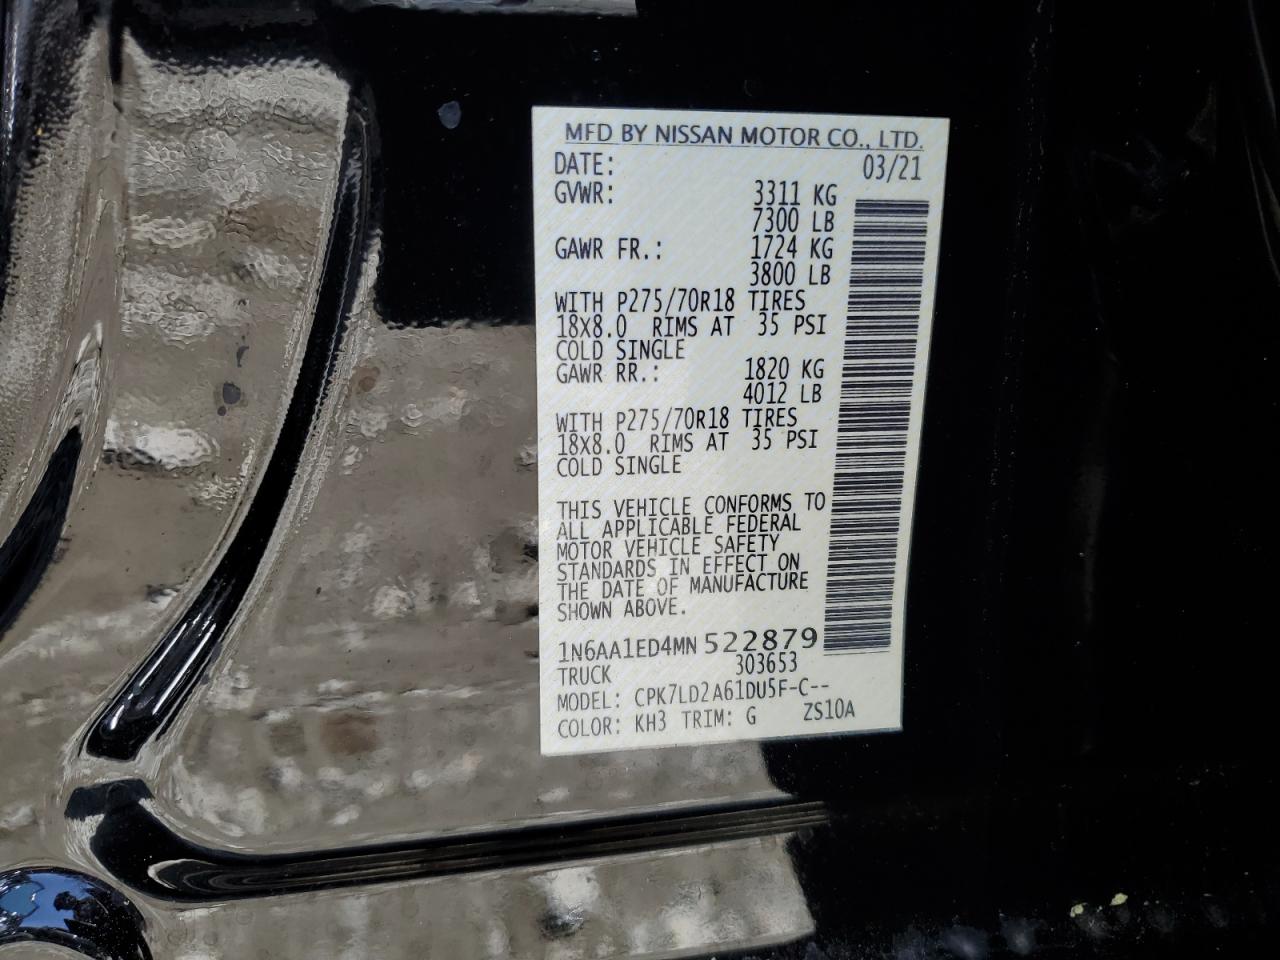 MFD BY NISSAN MOTOR CO., LTD.
DATE: 03/21
GVWR: 3311 KG
7300 LB
GAWR FR.: 1724 KG
3800 LB
WITH P275/70R18 TIRES
18X8.0 RIMS AT 35 PSI
COLD SINGLE
GAWR RR.: 1820 KG
4012 LB
WITH P275/70R18 TIRES
18X8.0 RIMS AT 35 PSI
COLD SINGLE
THIS VEHICLE CONFORMS TO
ALL APPLICABLE FEDERAL
MOTOR VEHICLE SAFETY
STANDARDS IN EFFECT ON
THE DATE OF MANUFACTURE
SHOWN ABOVE.
1N6AA1ED4MN 522879
TRUCK 303653
MODEL: CPK7LD2A61DU5F-C--
COLOR: KH3 TRIM: G ZS10A